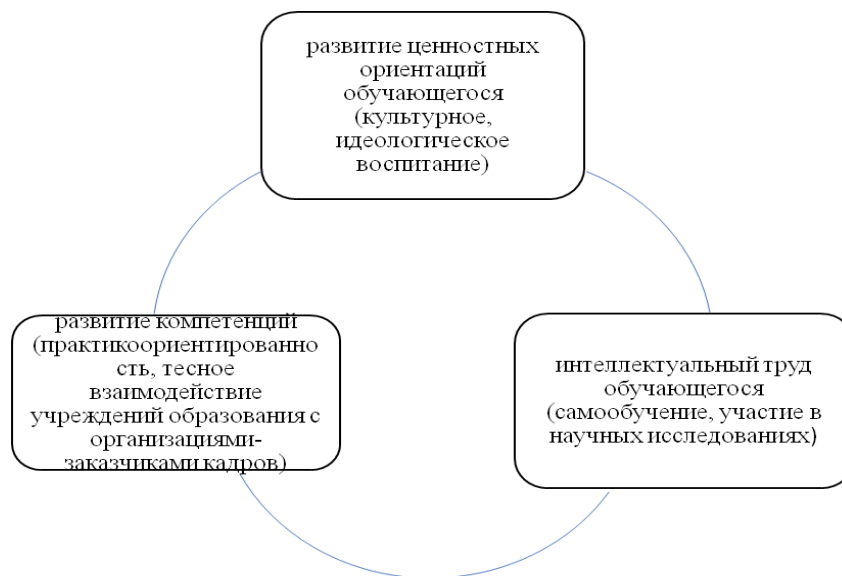 развитие ценностных
ориентаций
обучающегося
(культурное,
идеологическое
воспитание)
развитие компетенций
(практикоориентированно
сть, тесное
взаимодействие
учреждений образования с
организациями-
заказчиками кадров)
интеллектуальный труд
обучающегося
(самообучение, участие в
научных исследованиях)